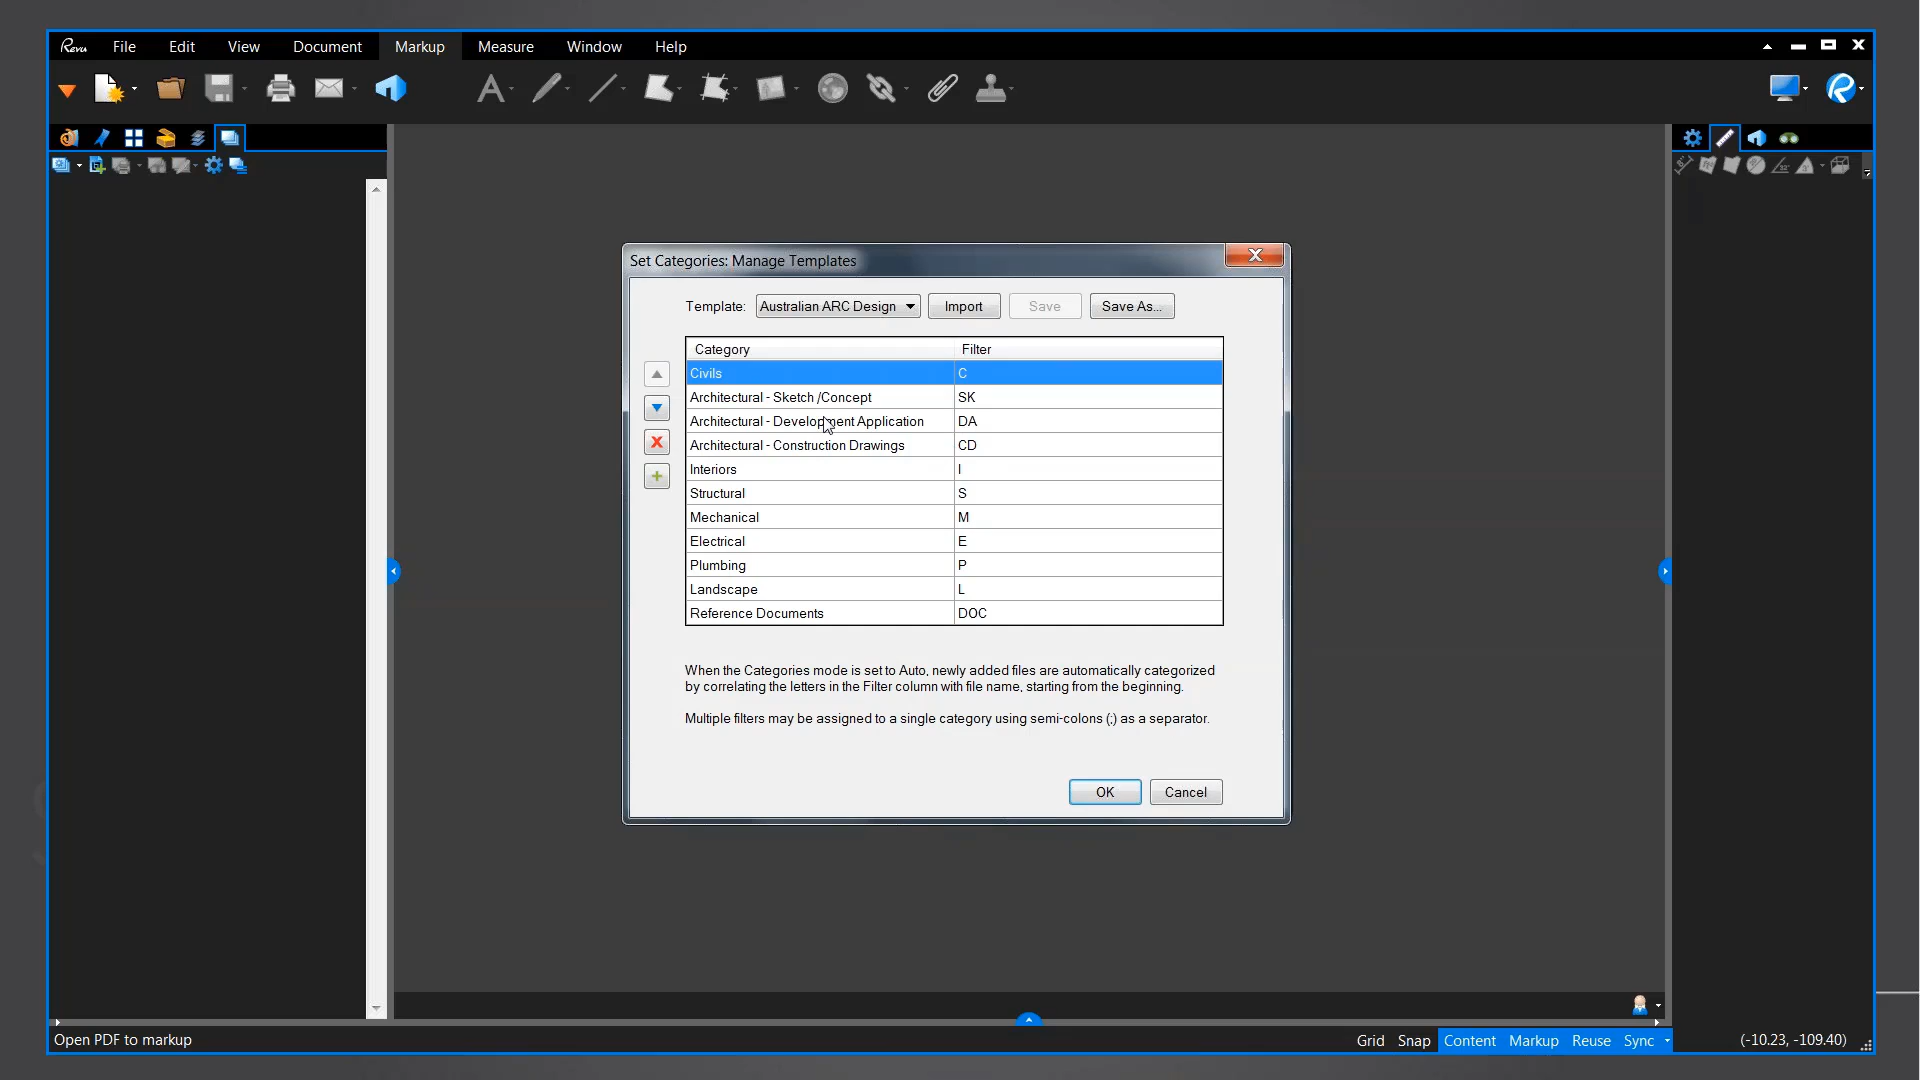 Revu File Edit View Document Markup Measure Window Help
Set Categories: Manage Templates
Template: Australian ARC Design Import Save Save As...
Category Filter
Civils C
Architectural - Sketch /Concept SK
Architectural - Development Application DA
Architectural - Construction Drawings CD
Interiors I
Structural S
Mechanical M
Electrical E
Plumbing P
Landscape L
Reference Documents DOC
When the Categories mode is set to Auto, newly added files are automatically categorized
by correlating the letters in the Filter column with file name, starting from the beginning.
Multiple filters may be assigned to a single category using semi-colons (;) as a separator.
OK Cancel
Open PDF to markup Grid Snap Content Markup Reuse Sync (-10.23, -109.40)